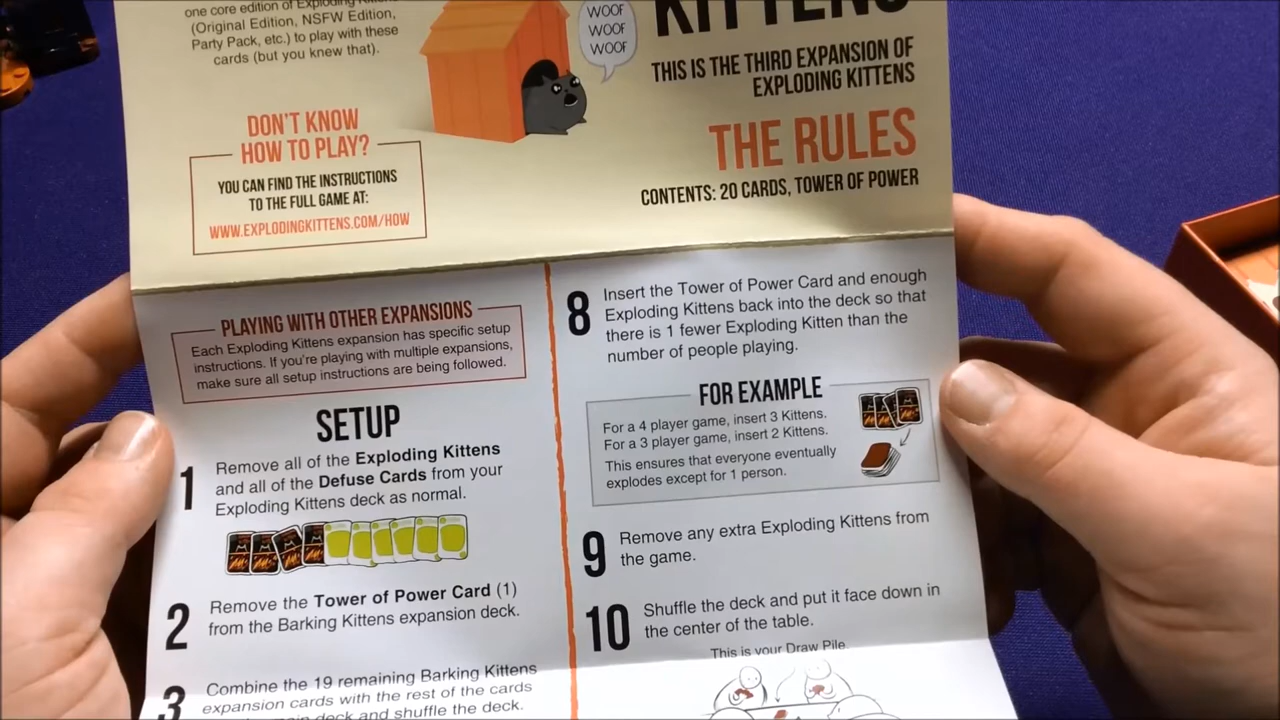 one core edition of Exploding
(Original Edition, NSFW Edition,
Party Pack, etc.) to play with these
cards (but you knew that).
WOOF
WOOF
WOOF
KITTENS
THIS IS THE THIRD EXPANSION OF
EXPLODING KITTENS
THE RULES
CONTENTS: 20 CARDS, TOWER OF POWER
DON'T KNOW
HOW TO PLAY?
YOU CAN FIND THE INSTRUCTIONS
TO THE FULL GAME AT:
WWW.EXPLODINGKITTENS.COM/HOW
PLAYING WITH OTHER EXPANSIONS
Each Exploding Kittens expansion has specific setup
instructions. If you're playing with multiple expansions,
make sure all setup instructions are being followed.
SETUP
1 Remove all of the Exploding Kittens
and all of the Defuse Cards from your
Exploding Kittens deck as normal.
2 Remove the Tower of Power Card (1)
from the Barking Kittens expansion deck.
3 Combine the 19 remaining Barking Kittens
expansion cards with the rest of the cards
deck and shuffle the deck.
8 Insert the Tower of Power Card and enough
Exploding Kittens back into the deck so that
there is 1 fewer Exploding Kitten than the
number of people playing.
FOR EXAMPLE
For a 4 player game, insert 3 Kittens.
For a 3 player game, insert 2 Kittens.
This ensures that everyone eventually
explodes except for 1 person.
9 Remove any extra Exploding Kittens from
the game.
10 Shuffle the deck and put it face down in
the center of the table.
This is your Draw Pile.